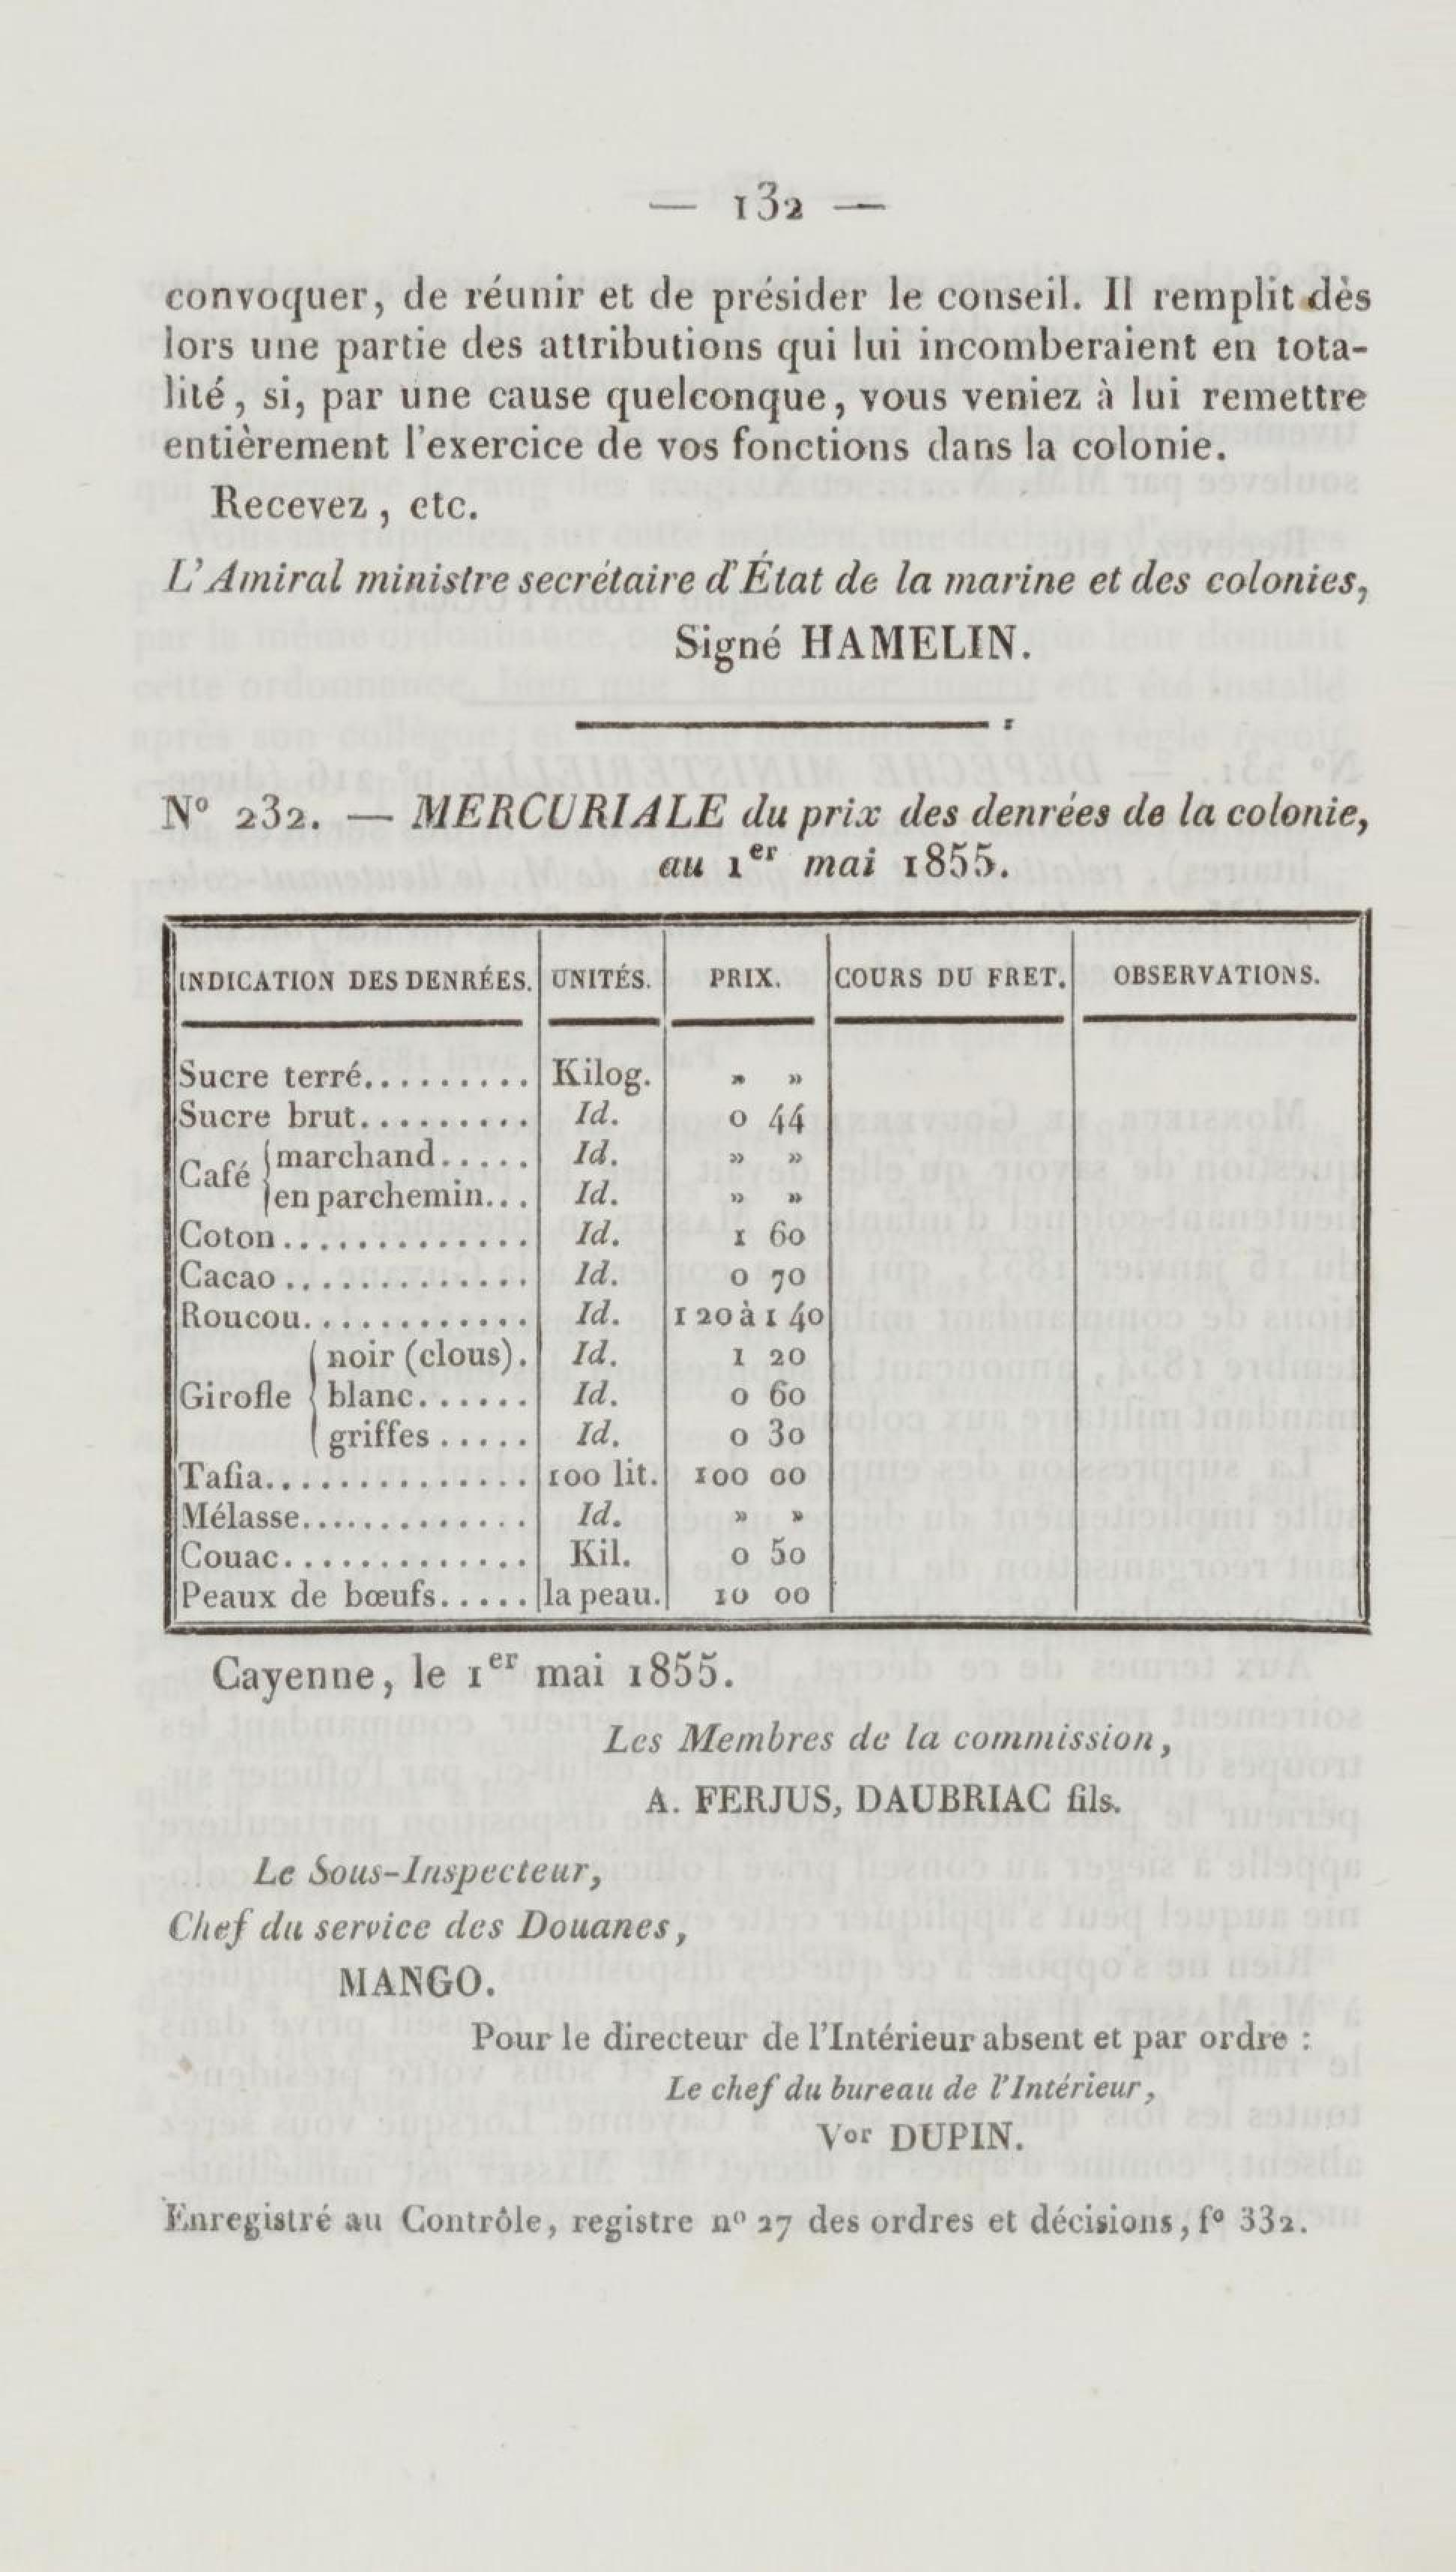 — 132 —
convoquer, de réunir et de présider le conseil. Il remplit dès
lors une partie des attributions qui lui incomberaient en tota-
lité, si, par une cause quelconque, vous veniez à lui remettre
entièrement l'exercice de vos fonctions dans la colonie.
Recevez, etc.
L'Amiral ministre secrétaire d'État de la marine et des colonies,
Signé HAMELIN.
N° 232. — MERCURIALE du prix des denrées de la colonie,
au 1er mai 1855.
INDICATION DES DENRÉES. UNITÉS. PRIX. COURS DU FRET. OBSERVATIONS.
Sucre terré.......... Kilog. » »
Sucre brut.......... Id. 0 44
Café { marchand..... Id. » »
en parchemin... Id. » »
Coton............. Id. 1 60
Cacao............. Id. 0 70
Roucou............ Id. 1 20 à 1 40
noir (clous). Id. 1 20
Girofle { blanc...... Id. 0 60
griffes..... Id. 0 30
Tafia.............. 100 lit. 100 00
Mélasse............. Id. » »
Couac............. Kil. 0 50
Peaux de bœufs..... la peau. 10 00
Cayenne, le 1er mai 1855.
Les Membres de la commission,
A. FERJUS, DAUBRIAC fils.
Le Sous-Inspecteur,
Chef du service des Douanes,
MANGO.
Pour le directeur de l'Intérieur absent et par ordre :
Le chef du bureau de l'Intérieur,
Vor DUPIN.
Enregistré au Contrôle, registre n° 27 des ordres et décisions, f° 332.